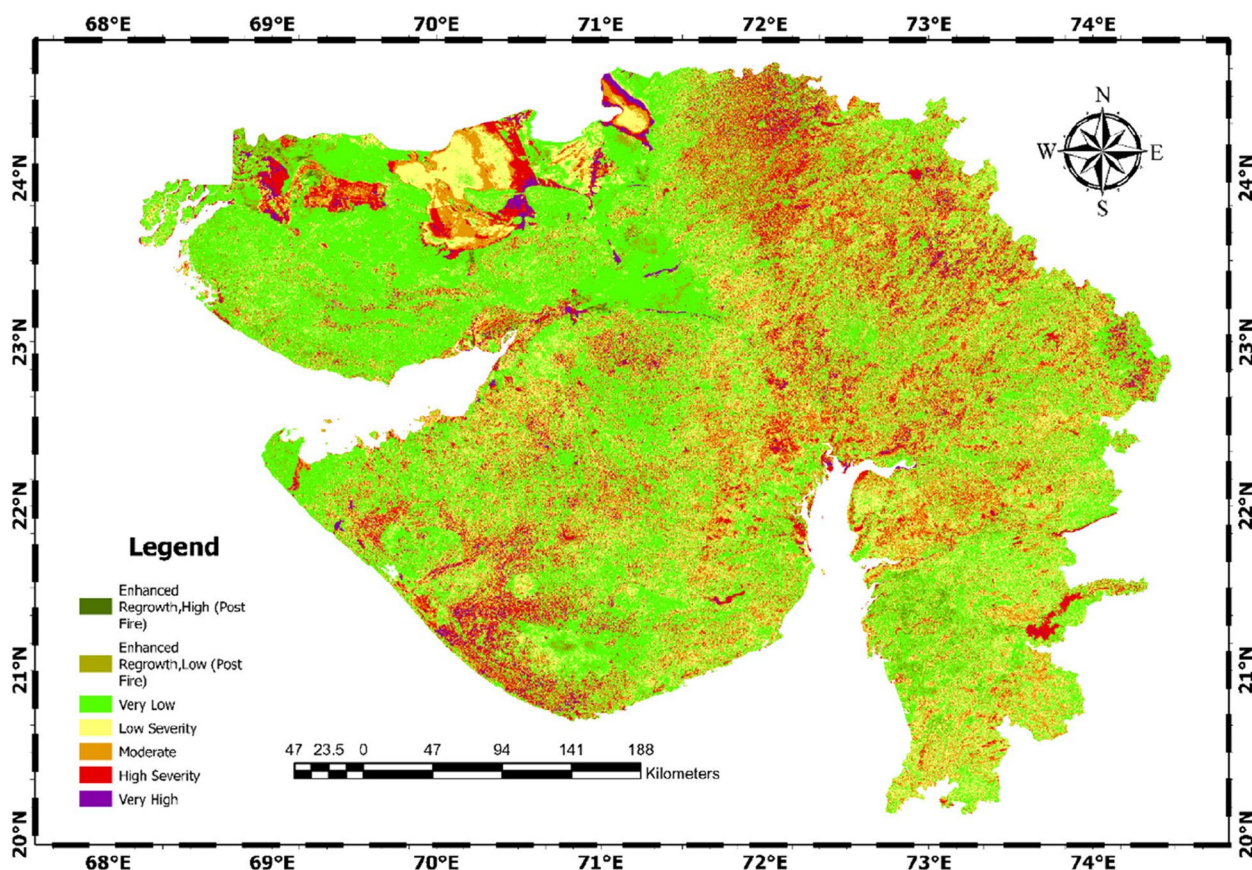 68°E 69°E 70°E 71°E 72°E 73°E 74°E
N
W E
S
24°N 24°N
23°N 23°N
22°N 22°N
21°N 21°N
20°N 20°N
Legend
Enhanced
Regrowth,High (Post
Fire)
Enhanced
Regrowth,Low (Post
Fire)
Very Low
Low Severity
Moderate
High Severity
Very High
47 23.5 0 47 94 141 188
Kilometers
68°E 69°E 70°E 71°E 72°E 73°E 74°E